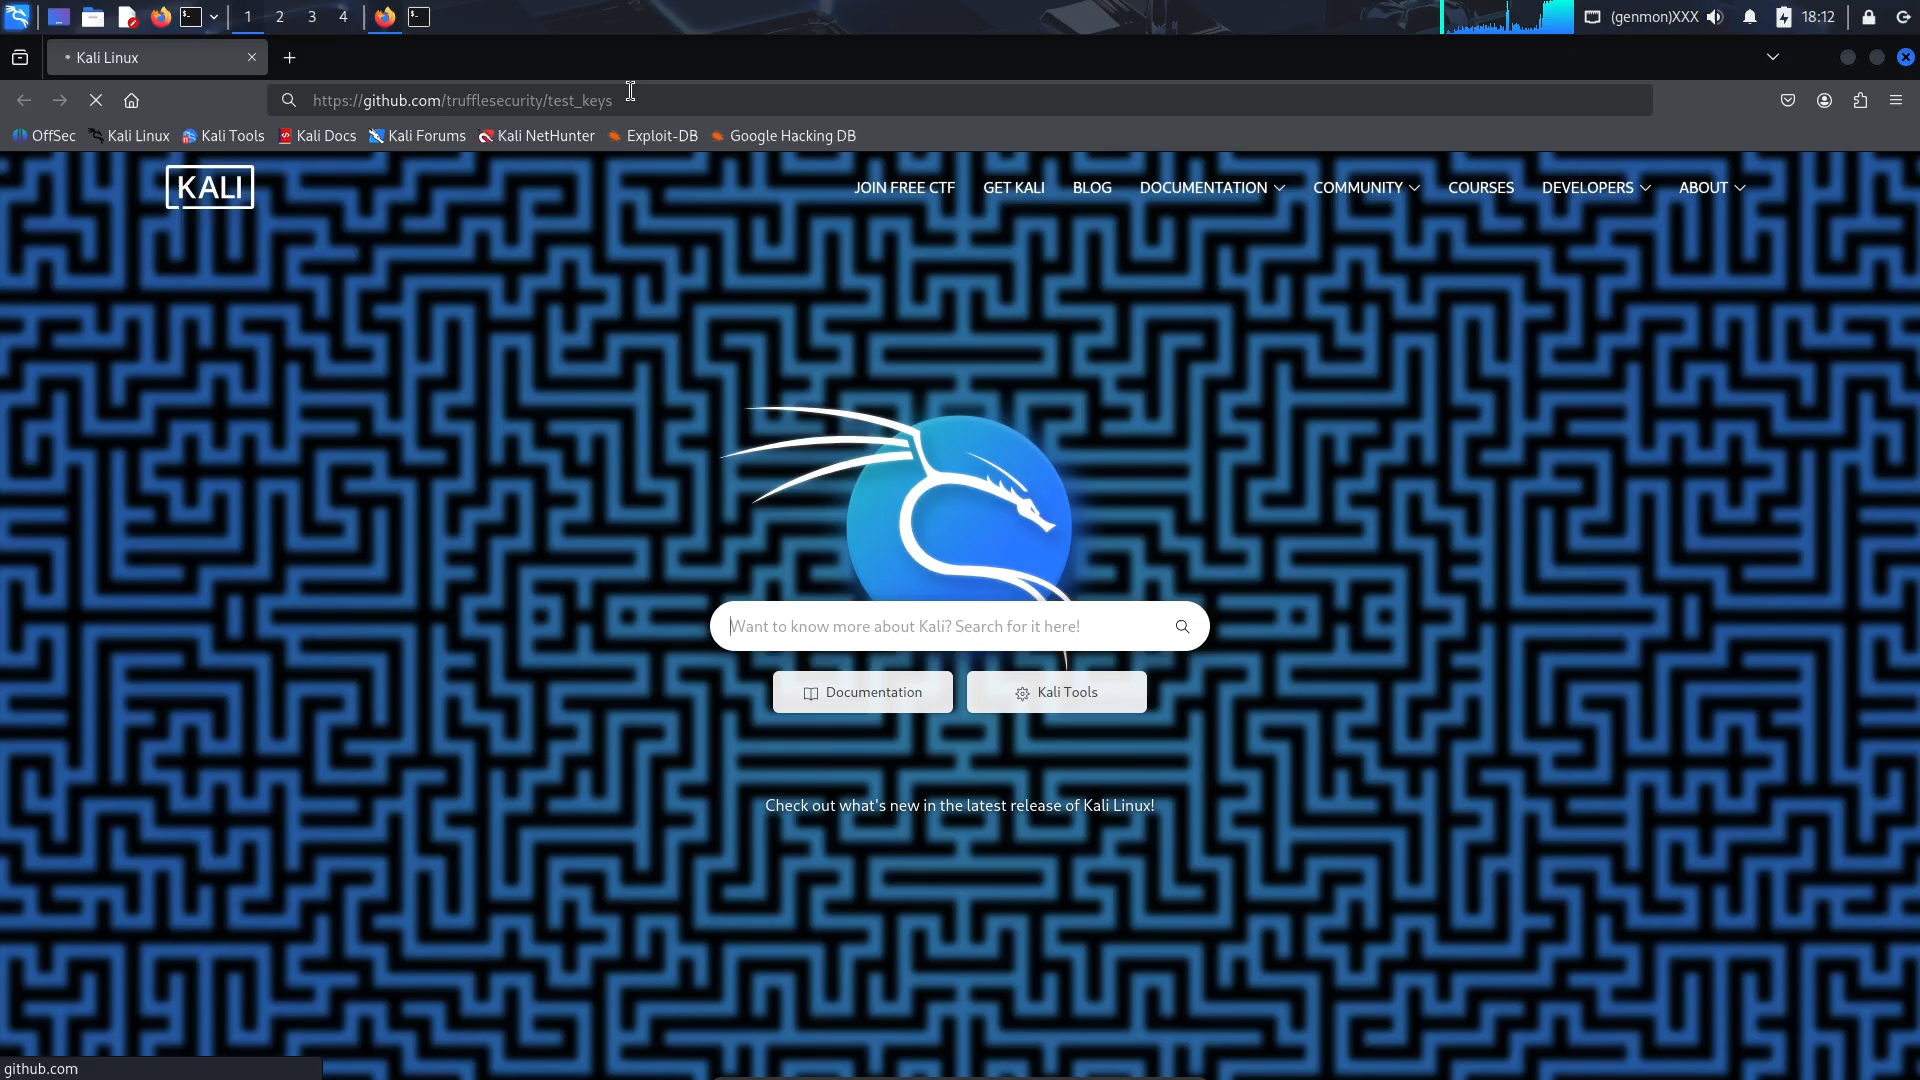 1 2 3 4 (genmon)XXX 18:12
Kali Linux
https://github.com/trufflesecurity/test_keys
OffSec Kali Linux Kali Tools Kali Docs Kali Forums Kali NetHunter Exploit-DB Google Hacking DB
KALI JOIN FREE CTF GET KALI BLOG DOCUMENTATION COMMUNITY COURSES DEVELOPERS ABOUT
Want to know more about Kali? Search for it here!
Documentation Kali Tools
Check out what's new in the latest release of Kali Linux!
github.com